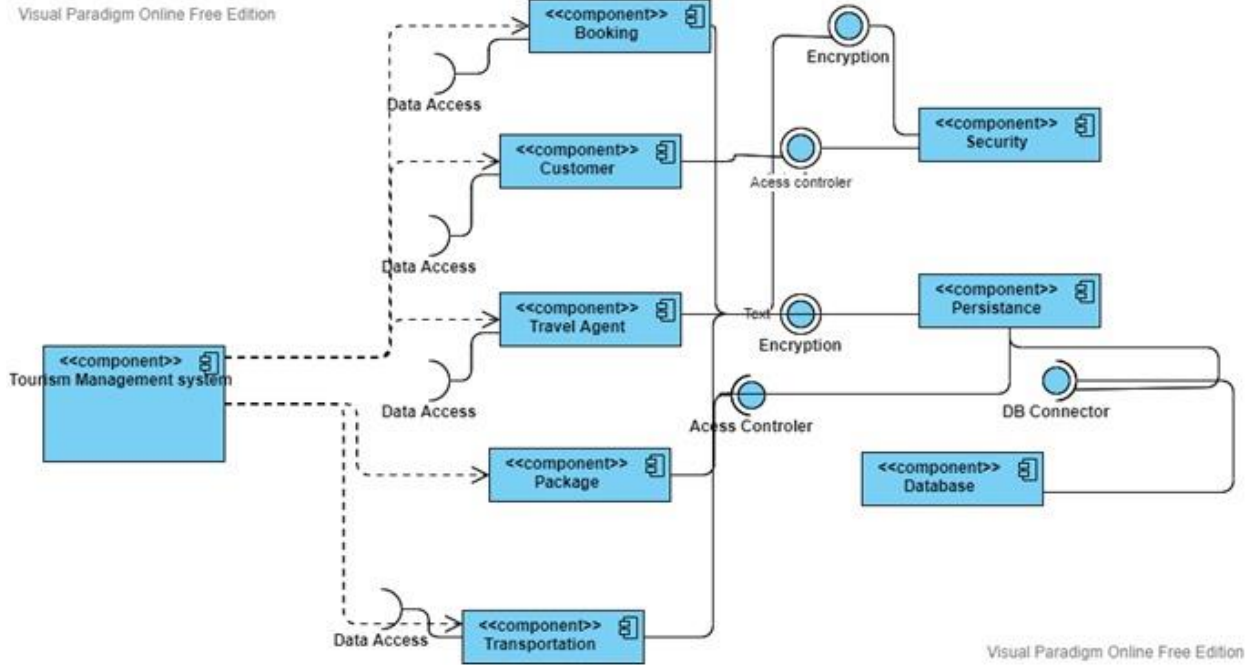 Visual Paradigm Online Free Edition
<<component>>
Booking
Data Access
Encryption
<<component>>
Security
<<component>>
Customer
Acess controler
Data Access
<<component>>
Travel Agent
Text
Encryption
<<component>>
Persistance
Data Access
<<component>>
Tourism Management system
Acess Controler
DB Connector
<<component>>
Package
<<component>>
Database
Data Access
<<component>>
Transportation
Visual Paradigm Online Free Edition